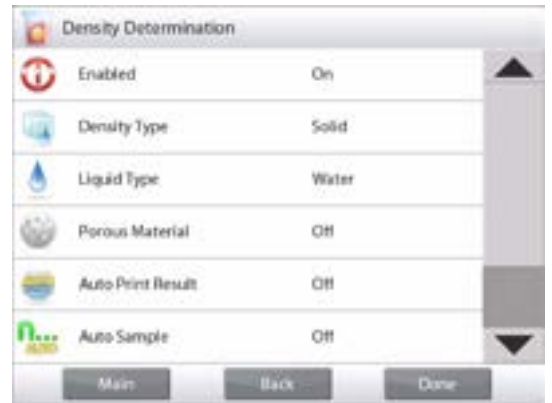 Density Determination
Enabled On
Density Type Solid
Liquid Type Water
Porous Material Off
Auto Print Result Off
n... AUTO Auto Sample Off
Main Back Done